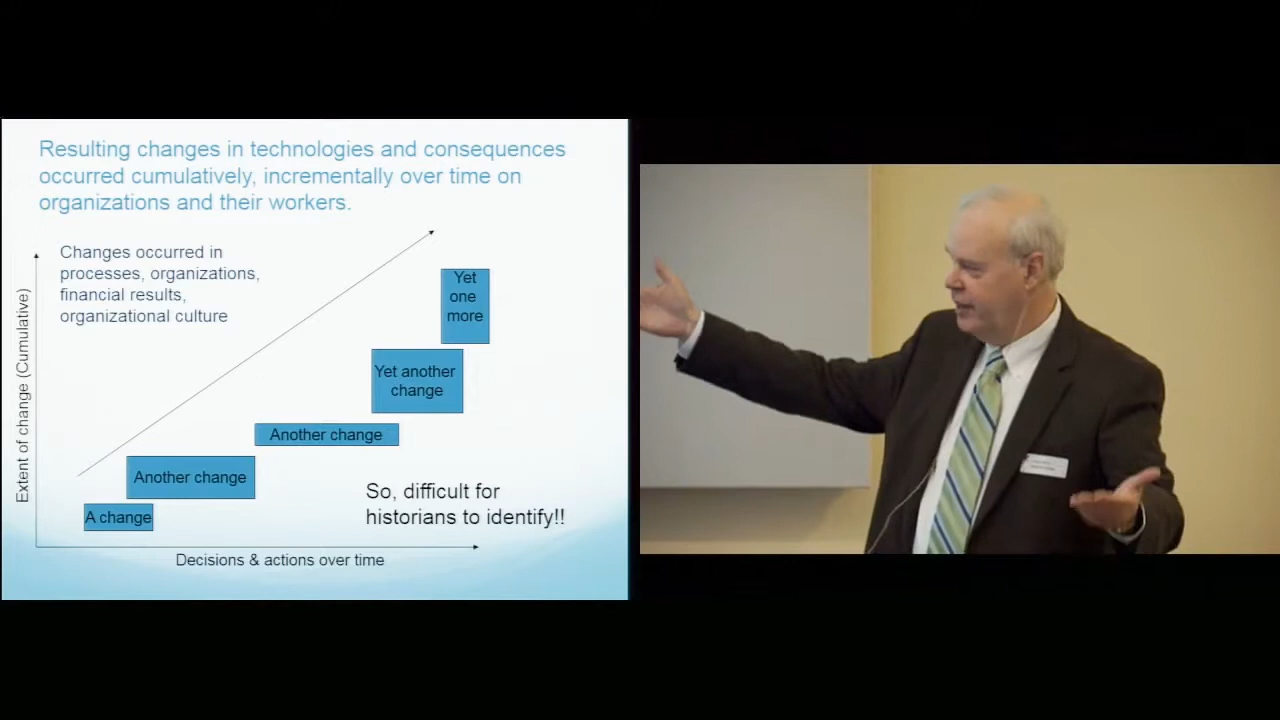 Resulting changes in technologies and consequences
occurred cumulatively, incrementally over time on
organizations and their workers.
Changes occurred in
processes, organizations,
financial results,
organizational culture
Extent of change (Cumulative)
Yet
one
more
Yet another
change
Another change
Another change
A change
So, difficult for
historians to identify!!
Decisions & actions over time